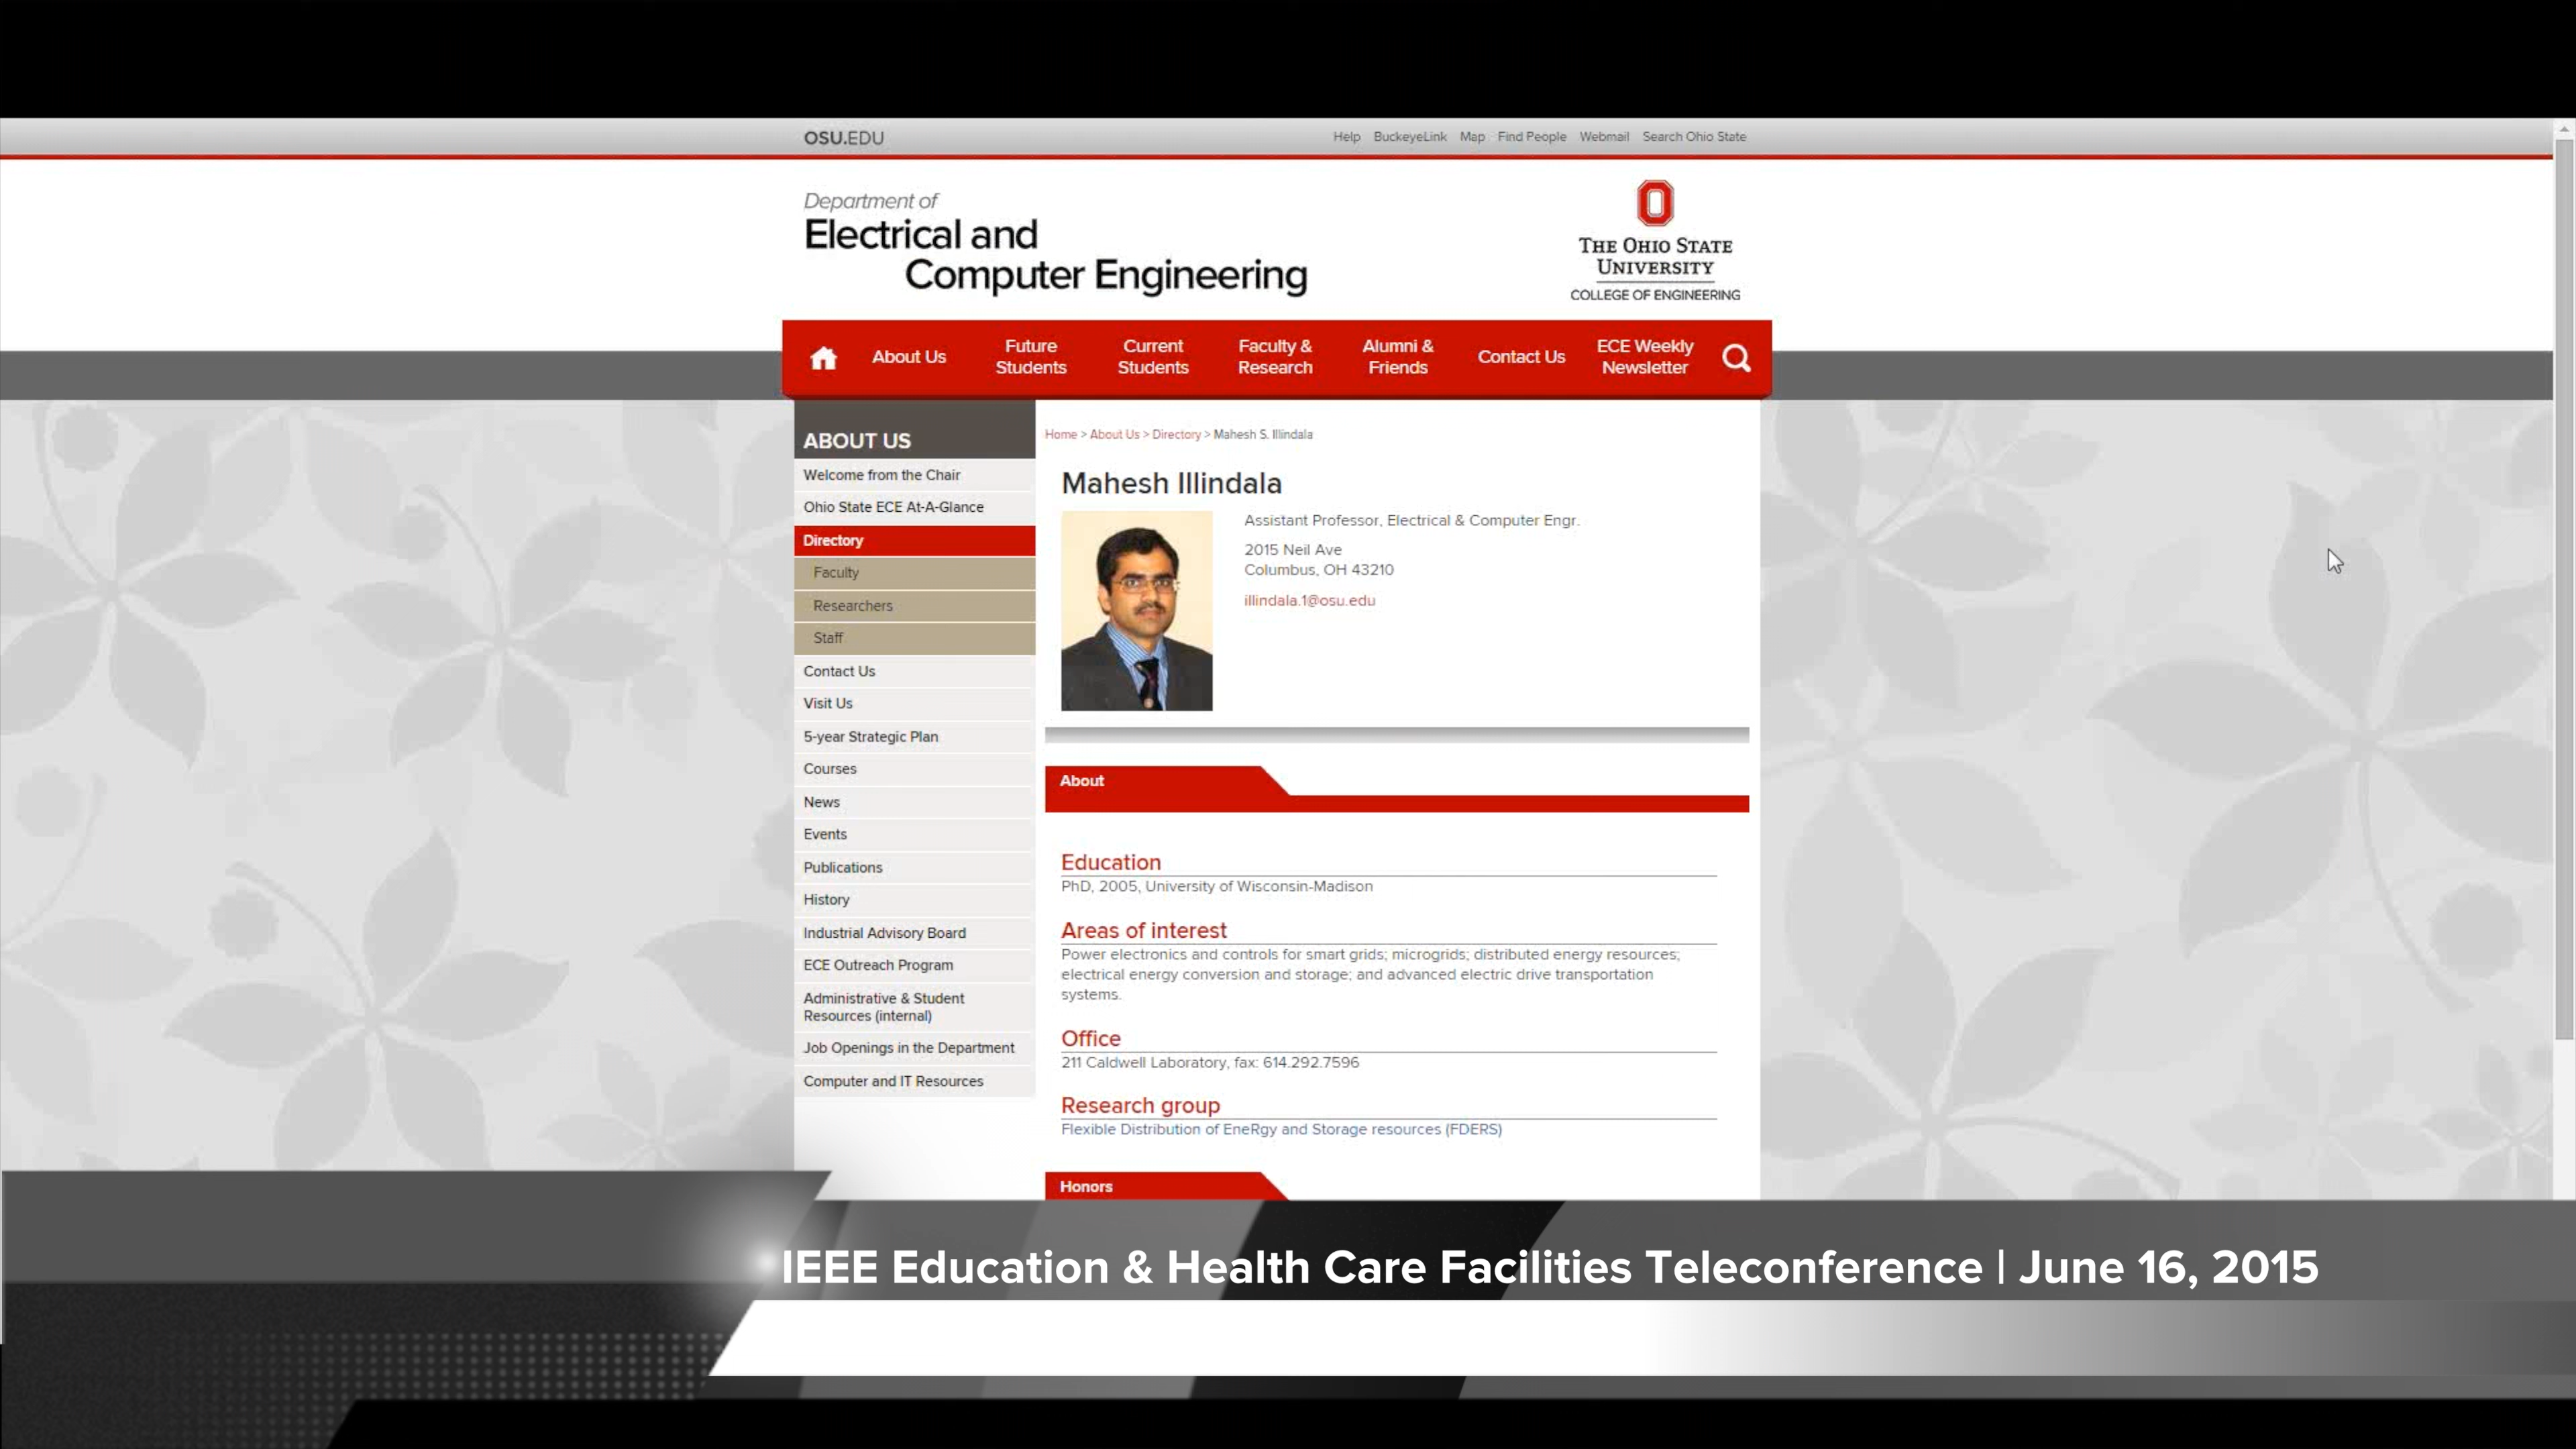 OSU.EDU
Help BuckeyeLink Map Find People Webmail Search Ohio State
Department of
Electrical and
Computer Engineering
THE OHIO STATE
UNIVERSITY
COLLEGE OF ENGINEERING
About Us
Future
Students
Current
Students
Faculty &
Research
Alumni &
Friends
Contact Us
ECE Weekly
Newsletter
ABOUT US
Welcome from the Chair
Ohio State ECE At-A-Glance
Directory
Faculty
Researchers
Staff
Contact Us
Visit Us
5-year Strategic Plan
Courses
News
Events
Publications
History
Industrial Advisory Board
ECE Outreach Program
Administrative & Student
Resources (internal)
Job Openings in the Department
Computer and IT Resources
Home > About Us > Directory > Mahesh S. Illindala
Mahesh Illindala
Assistant Professor, Electrical & Computer Engr.
2015 Neil Ave
Columbus, OH 43210
illindala.1@osu.edu
About
Education
PhD, 2005, University of Wisconsin-Madison
Areas of interest
Power electronics and controls for smart grids; microgrids; distributed energy resources;
electrical energy conversion and storage; and advanced electric drive transportation
systems.
Office
211 Caldwell Laboratory, fax: 614.292.7596
Research group
Flexible Distribution of EneRgy and Storage resources (FDERS)
Honors
IEEE Education & Health Care Facilities Teleconference | June 16, 2015